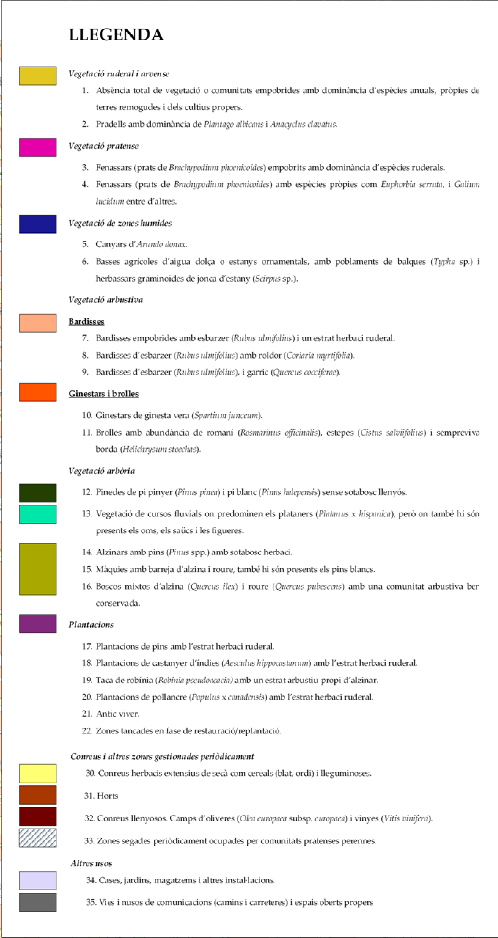 LLEGENDA
Vegetació ruderal i arvense
1. Absència total de vegetació o comunitats empobrides amb dominància d'espècies anuals, pròpies de
terres remogudes i dels cultius propers.
2. Pradells amb dominància de Plantago albicans i Anacyclus clavatus.
Vegetació pratense
3. Fenassars (prats de Brachypodium phoenicoides) empobrits amb dominància d'espècies ruderals.
4. Fenassars (prats de Brachypodium phoenicoides) amb espècies pròpies com Euphorbia serrata, i Galium
lucidum entre d'altres.
Vegetació de zones humides
5. Canyars d'Arundo donax.
6. Basses agrícoles d'aigua dolça o estanys ornamentals, amb poblaments de balques (Typha sp.) i
herbassars graminoides de jonca d'estany (Scirpus sp.).
Vegetació arbustiva
Bardisses
7. Bardisses empobrides amb esbarzer (Rubus ulmifolius) i un estrat herbaci ruderal.
8. Bardisses d'esbarzer (Rubus ulmifolius) amb roldor (Coriaria myrtifolia).
9. Bardisses d'esbarzer (Rubus ulmifolius), i garric (Quercus cocciferae).
Ginestars i brolles
10. Ginestars de ginesta vera (Spartium junceum).
11. Brolles amb abundància de romaní (Rosmarinus officinalis), estepes (Cistus salviifolius) i sempreviva
borda (Helichrysum stoechas).
Vegetació arbòria
12. Pinedes de pi pinyer (Pinus pinea) i pi blanc (Pinus halepensis) sense sotabosc llenyós.
13. Vegetació de cursos fluvials on predominen els plataners (Platanus x hispanica), però on també hi són
presents els oms, els saücs i les figueres.
14. Alzinars amb pins (Pinus spp.) amb sotabosc herbaci.
15. Màquies amb barreja d'alzina i roure, també hi són presents els pins blancs.
16. Boscos mixtos d'alzina (Quercus ilex) i roure (Quercus pubescens) amb una comunitat arbustiva ben
conservada.
Plantacions
17. Plantacions de pins amb l'estrat herbaci ruderal.
18. Plantacions de castanyer d'índies (Aesculus hippocastanum) amb l'estrat herbaci ruderal.
19. Taca de robínia (Robinia pseudoacacia) amb un estrat arbustiu propi d'alzinar.
20. Plantacions de pollancre (Populus x canadensis) amb l'estrat herbaci ruderal.
21. Antic viver.
22. Zones tancades en fase de restauració/replantació.
Conreus i altres zones gestionades periòdicament
30. Conreus herbacis extensius de secà com cereals (blat, ordi) i lleguminoses.
31. Horts
32. Conreus llenyosos. Camps d'oliveres (Olea europaea subsp. europaea) i vinyes (Vitis vinifera).
33. Zones segades periòdicament ocupades per comunitats pratenses perennes.
Altres usos
34. Cases, jardins, magatzems i altres instal·lacions.
35. Vies i nusos de comunicacions (camins i carreteres) i espais oberts propers